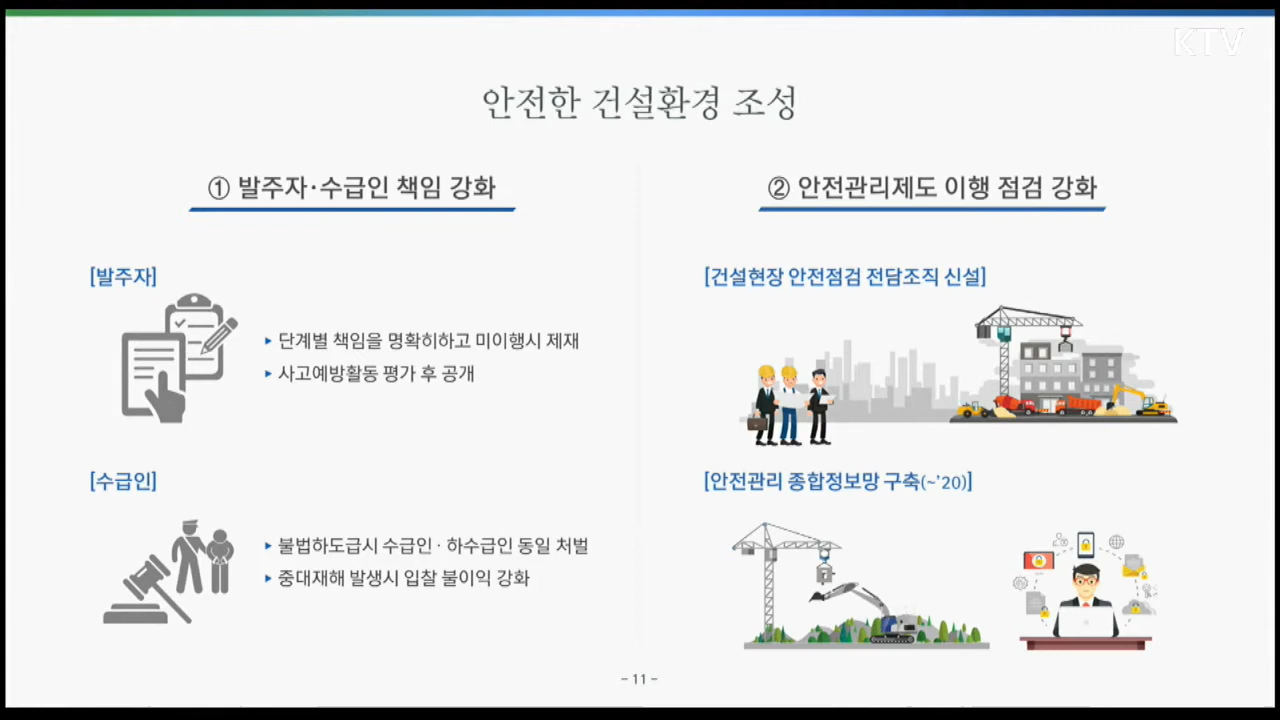 KTV
안전한 건설환경 조성
① 발주자·수급인 책임 강화
[발주자]
▸ 단계별 책임을 명확히하고 미이행시 제재
▸ 사고예방활동 평가 후 공개
[수급인]
▸ 불법하도급시 수급인 · 하수급인 동일 처벌
▸ 중대재해 발생시 입찰 불이익 강화
② 안전관리제도 이행 점검 강화
[건설현장 안전점검 전담조직 신설]
[안전관리 종합정보망 구축(~’20)]
- 11 -